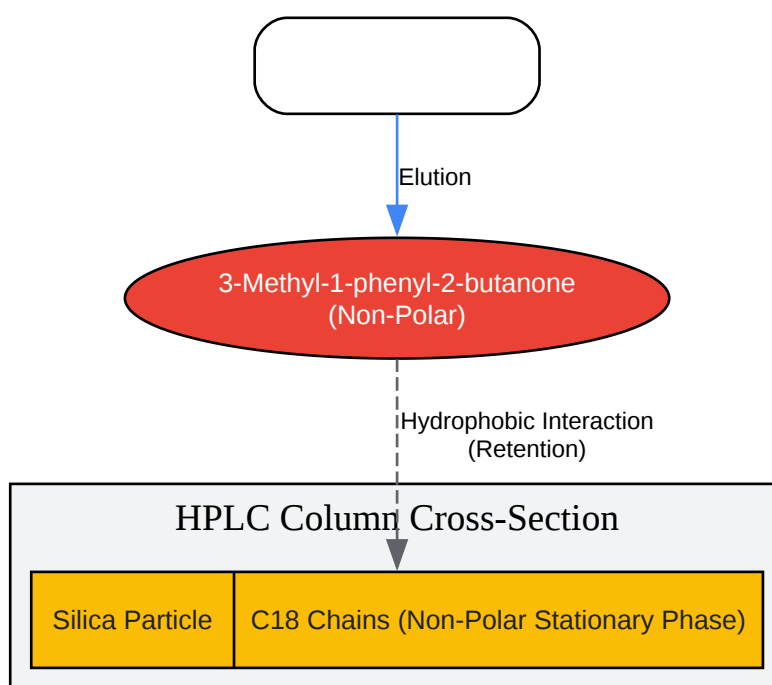 Elution
3-Methyl-1-phenyl-2-butanone
(Non-Polar)
Hydrophobic Interaction
(Retention)
HPLC Column Cross-Section
Silica Particle
C18 Chains (Non-Polar Stationary Phase)